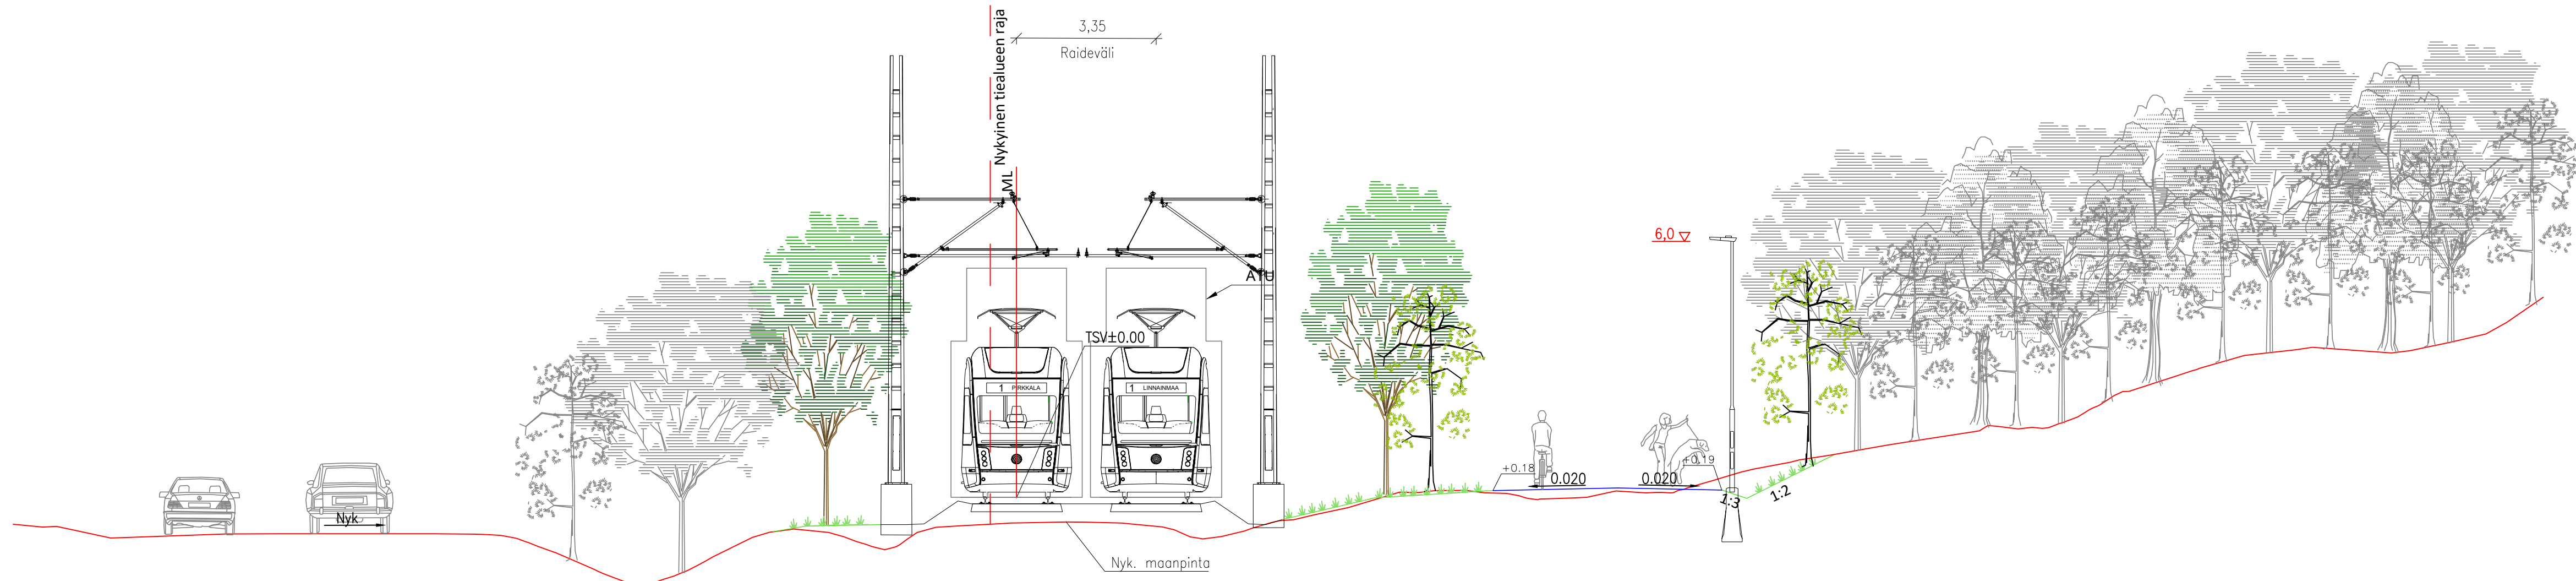 3,35
Raideväli
Nykyinen tiealueen raja
ML
6,0
ATU
TSV±0.00
1 PIRKKALA
1 LINNAINMAA
+0.18
0.020
0.020
+0,19
1:3
1:2
Nyk
Nyk. maanpinta